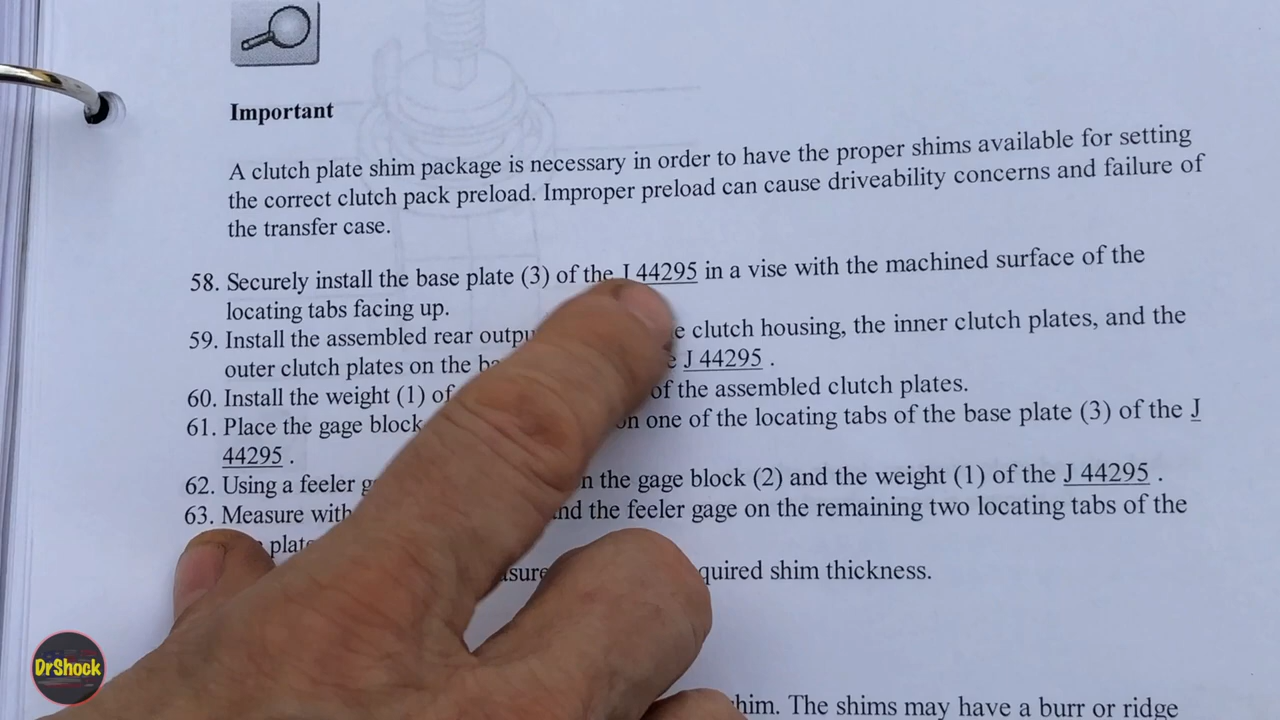 Important
A clutch plate shim package is necessary in order to have the proper shims available for setting
the correct clutch pack preload. Improper preload can cause driveability concerns and failure of
the transfer case.
58. Securely install the base plate (3) of the J 44295 in a vise with the machined surface of the
locating tabs facing up.
59. Install the assembled rear clutch housing, the inner clutch plates, and the
outer clutch plates on the J 44295 .
60. Install the weight (1) of of the assembled clutch plates.
61. Place the gage block on one of the locating tabs of the base plate (3) of the J
44295 .
62. Using a feeler the gage block (2) and the weight (1) of the J 44295 .
63. Measure with the feeler gage on the remaining two locating tabs of the
shim thickness.
The shims may have a burr or ridge
DrShock